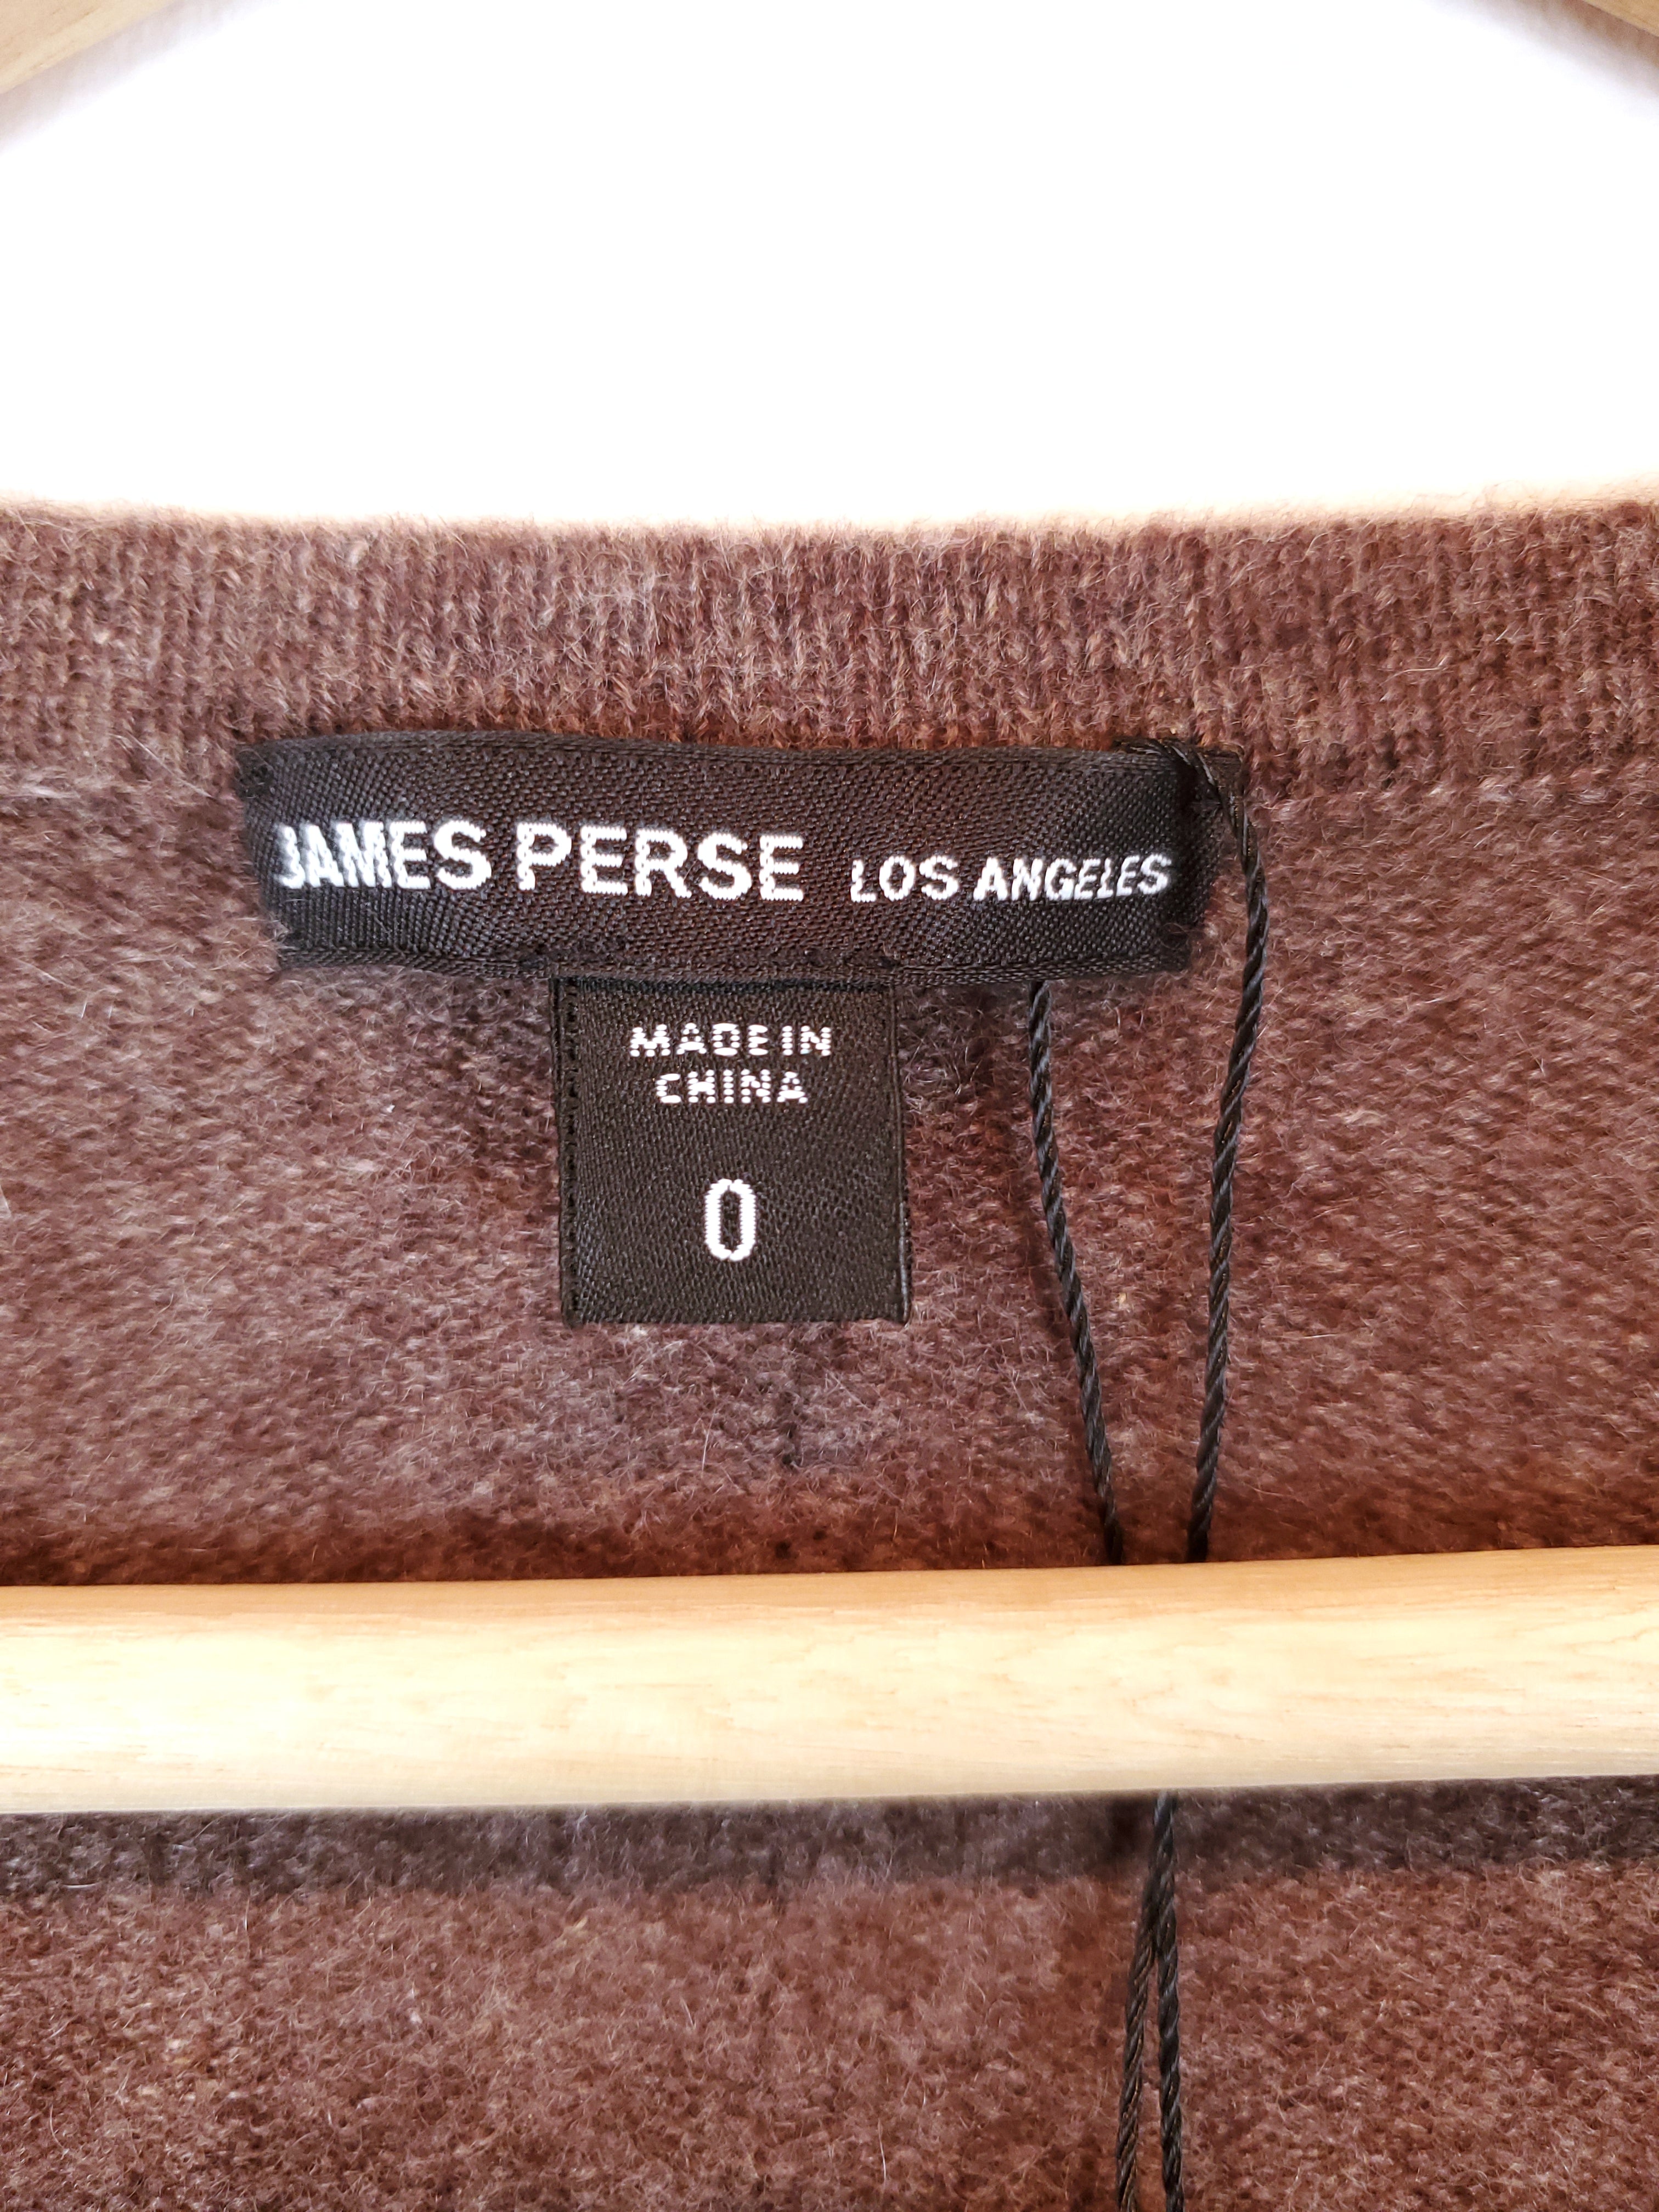 JAMES PERSE LOS ANGELES
MADE IN
CHINA
0